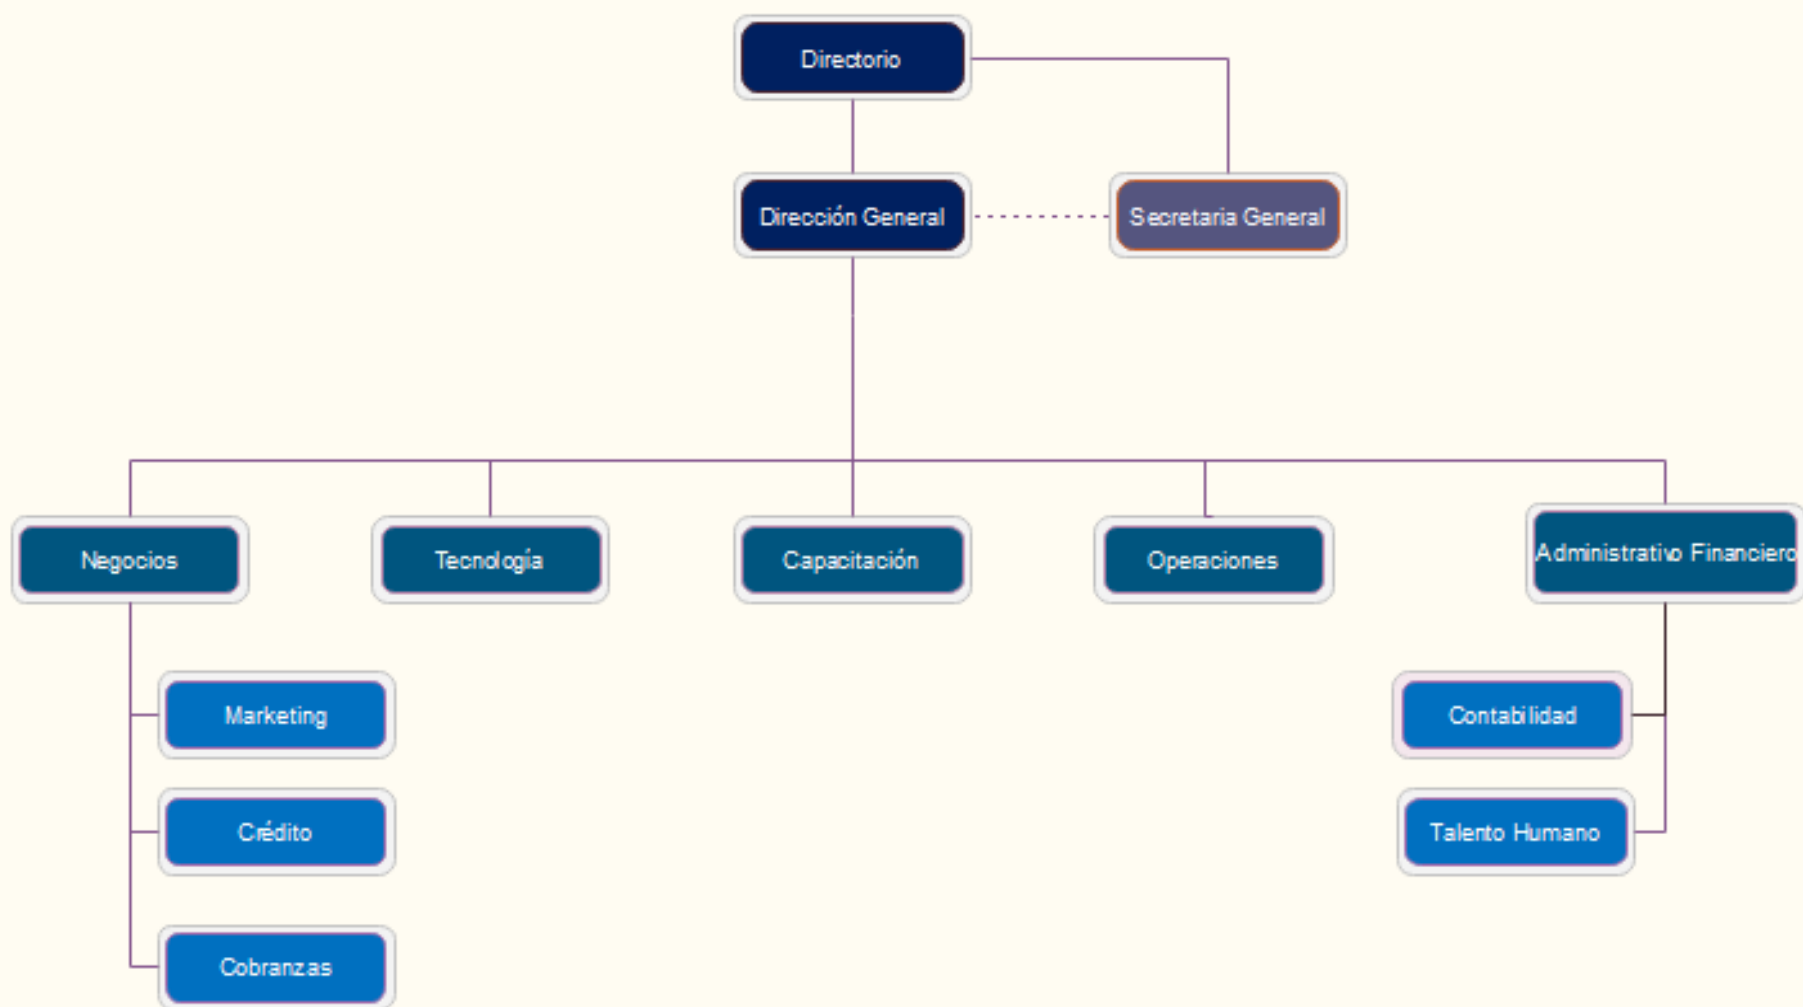 Directorio
Dirección General
Secretaria General
Negocios
Tecnología
Capacitación
Operaciones
Administrativo Financiero
Marketing
Contabilidad
Crédito
Talento Humano
Cobranzas